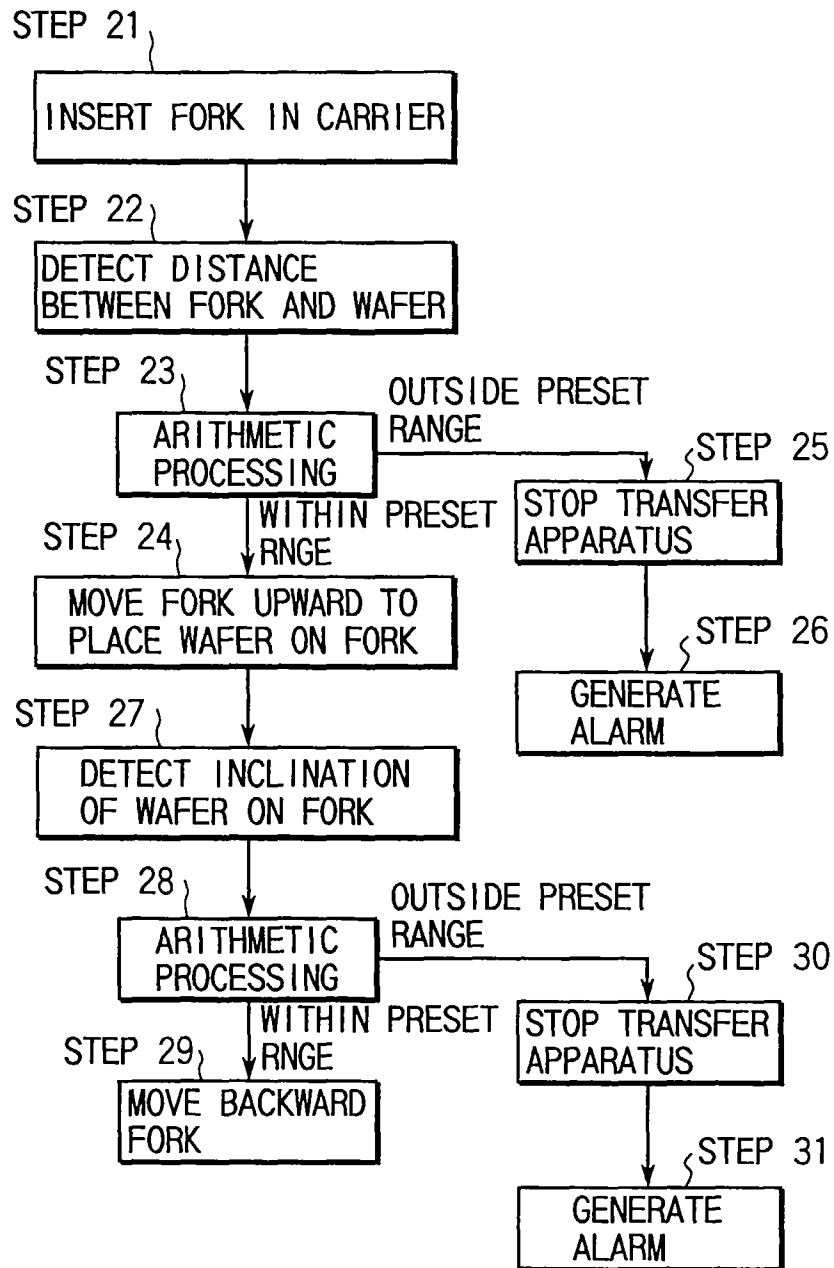 STEP 21
INSERT FORK IN CARRIER
STEP 22
DETECT DISTANCE
BETWEEN FORK AND WAFER
STEP 23
ARITHMETIC
PROCESSING
OUTSIDE PRESET
RANGE
STEP 25
STOP TRANSFER
APPARATUS
WITHIN PRESET
RNGE
STEP 24
MOVE FORK UPWARD TO
PLACE WAFER ON FORK
STEP 26
GENERATE
ALARM
STEP 27
DETECT INCLINATION
OF WAFER ON FORK
STEP 28
ARITHMETIC
PROCESSING
OUTSIDE PRESET
RANGE
STEP 30
STOP TRANSFER
APPARATUS
WITHIN PRESET
RNGE
STEP 29
MOVE BACKWARD
FORK
STEP 31
GENERATE
ALARM